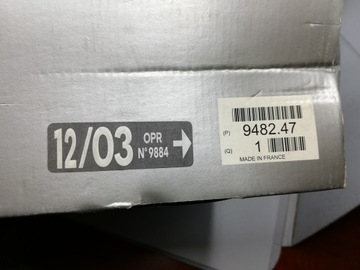 12/03
OPR
N°9884
(P) 9482.47
(Q) 1
MADE IN FRANCE